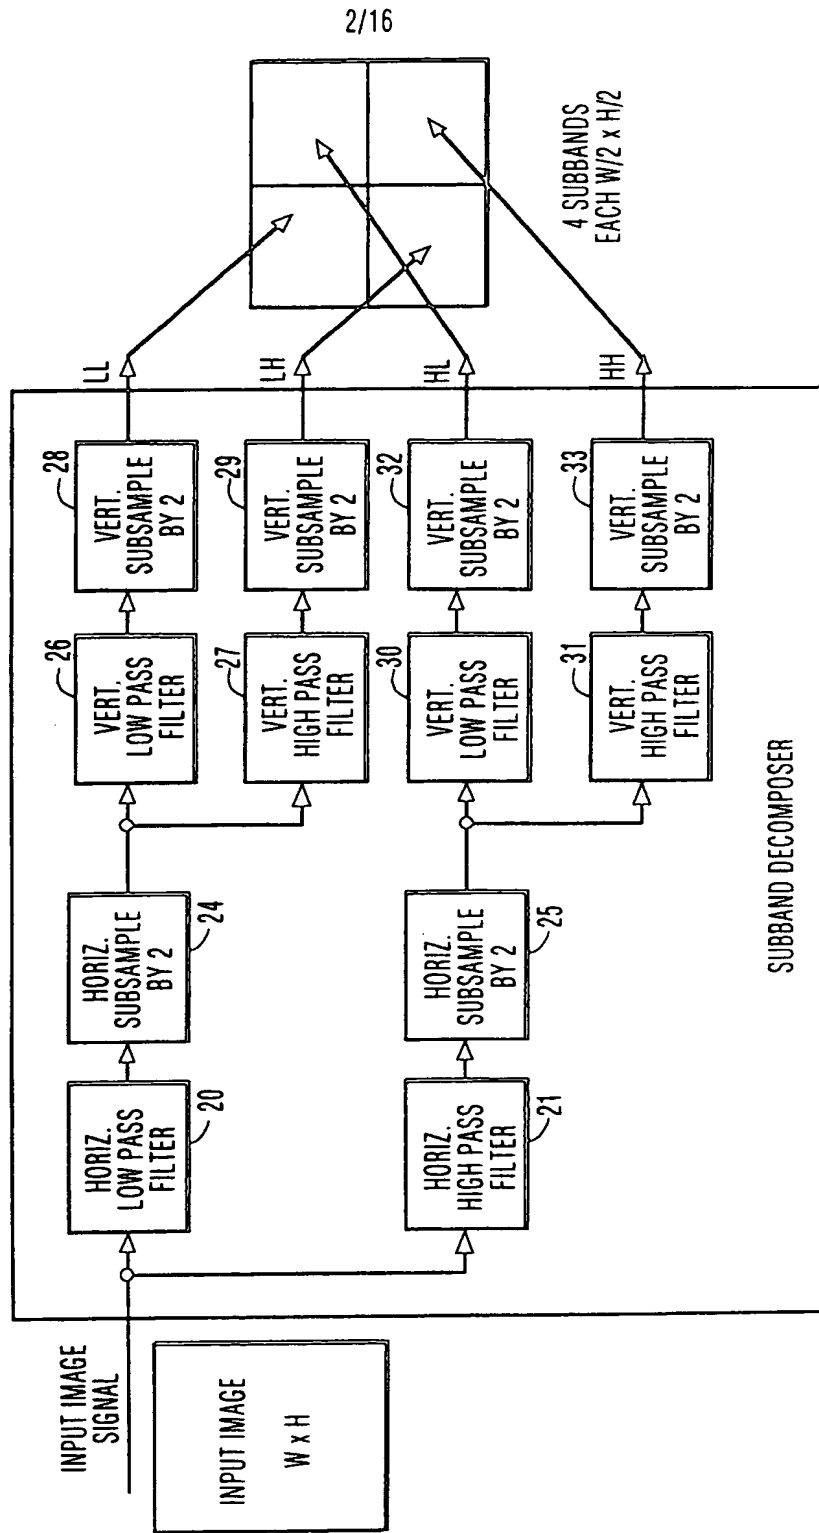 2/16
INPUT IMAGE
SIGNAL
INPUT IMAGE
W x H
HORIZ.
LOW PASS
FILTER
20
HORIZ.
SUBSAMPLE
BY 2
24
VERT.
LOW PASS
FILTER
26
VERT.
SUBSAMPLE
BY 2
28
LL
VERT.
HIGH PASS
FILTER
27
VERT.
SUBSAMPLE
BY 2
29
LH
HORIZ.
HIGH PASS
FILTER
21
HORIZ.
SUBSAMPLE
BY 2
25
VERT.
LOW PASS
FILTER
30
VERT.
SUBSAMPLE
BY 2
32
HL
VERT.
HIGH PASS
FILTER
31
VERT.
SUBSAMPLE
BY 2
33
HH
4 SUBBANDS
EACH W/2 x H/2
SUBBAND DECOMPOSER